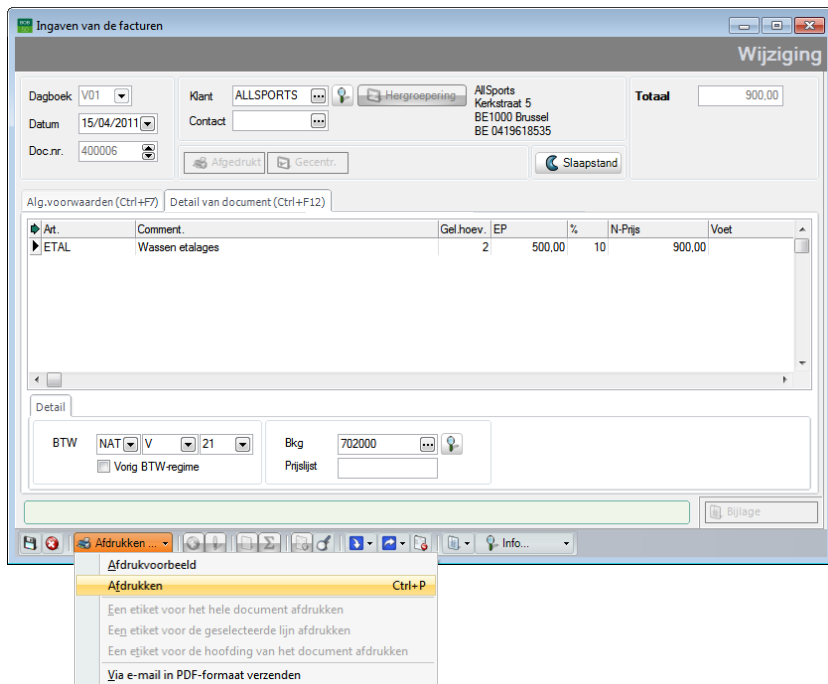 Ingaven van de facturen
Wijziging
Dagboek V01
Klant ALLSPORTS ... Hergroepering
AllSports
Kerkstraat 5
BE1000 Brussel
BE 0419618535
Totaal 900,00
Datum 15/04/2011
Contact ...
Doc.nr. 400006
Afgedrukt Gecentr.
Slaapstand
Alg.voorwaarden (Ctrl+F7) Detail van document (Ctrl+F12)
Art. Comment. Gel.hoev. EP % N-Prijs Voet
ETAL Wassen etalages 2 500,00 10 900,00
Detail
BTW NAT V 21
Bkg 702000 ...
Vorig BTW-regime
Prijslijst
Bijlage
Afdrukken ... Σ Info...
Afdrukvoorbeeld
Afdrukken Ctrl+P
Een etiket voor het hele document afdrukken
Een etiket voor de geselecteerde lijn afdrukken
Een etiket voor de hoofding van het document afdrukken
Via e-mail in PDF-formaat verzenden